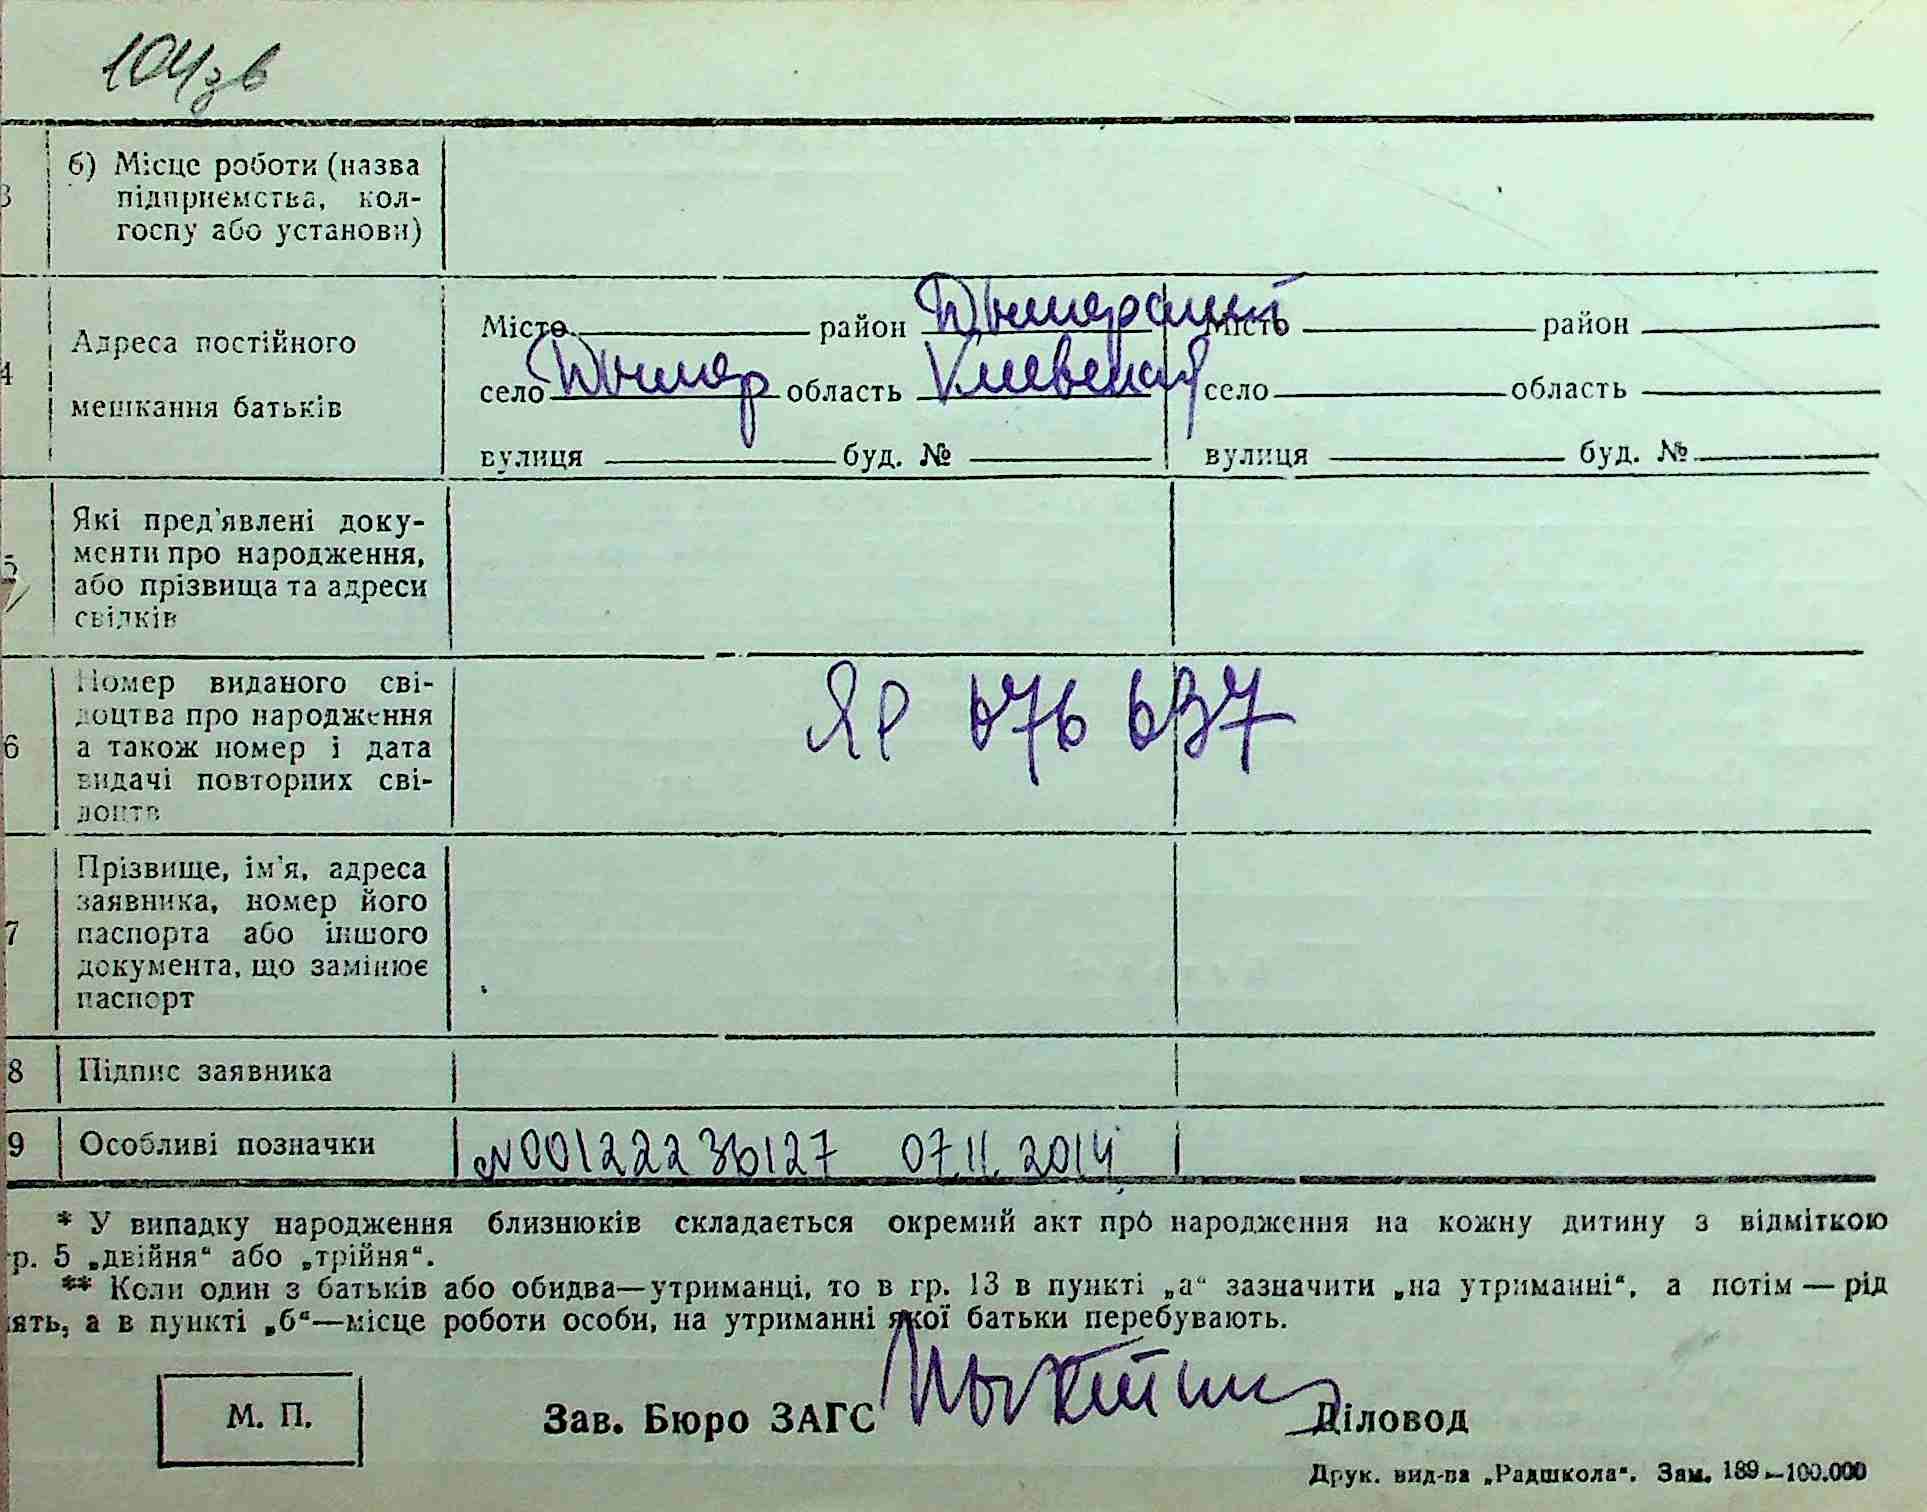 104зв
б) Місце роботи (назва
підприємства, кол-
госпу або установи)
4
Адреса постійного
мешкання батьків
Місто район Дымерский Місто район
село Дымер область Киевская село область
вулиця буд. № вулиця буд. №
5
Які пред'явлені доку-
менти про народження,
або прізвища та адреси
свідків
6
Номер виданого сві-
доцтва про народження
а також номер і дата
видачі повторних сві-
доцтв
ЯР 076 637
7
Прізвище, ім'я, адреса
заявника, номер його
паспорта або іншого
документа, що замінює
паспорт
8 Підпис заявника
9 Особливі позначки N00122236127 07.11.2014
* У випадку народження близнюків складається окремий акт про народження на кожну дитину з відміткою
гр. 5 „двійня“ або „трійня“.
** Коли один з батьків або обидва—утриманці, то в гр. 13 в пункті „а“ зазначити „на утриманні“, а потім — рід
нять, а в пункті „б“—місце роботи особи, на утриманні якої батьки перебувають.
М. П. Зав. Бюро ЗАГС Діловод
Друк. вид-ва „Радшкола“. Зам. 189—100.000